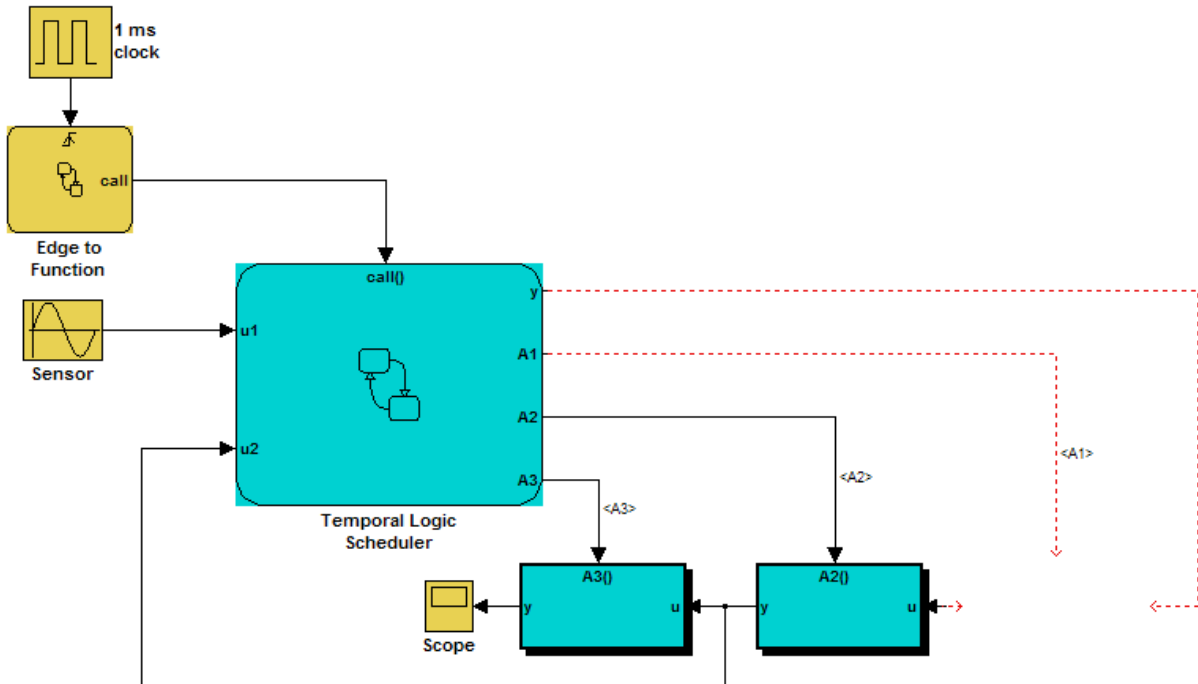 1 ms
clock
call
Edge to
Function
call()
y
u1
A1
Sensor
A2
u2
<A1>
A3
<A2>
<A3>
Temporal Logic
Scheduler
A3()
A2()
y
u
y
u
Scope